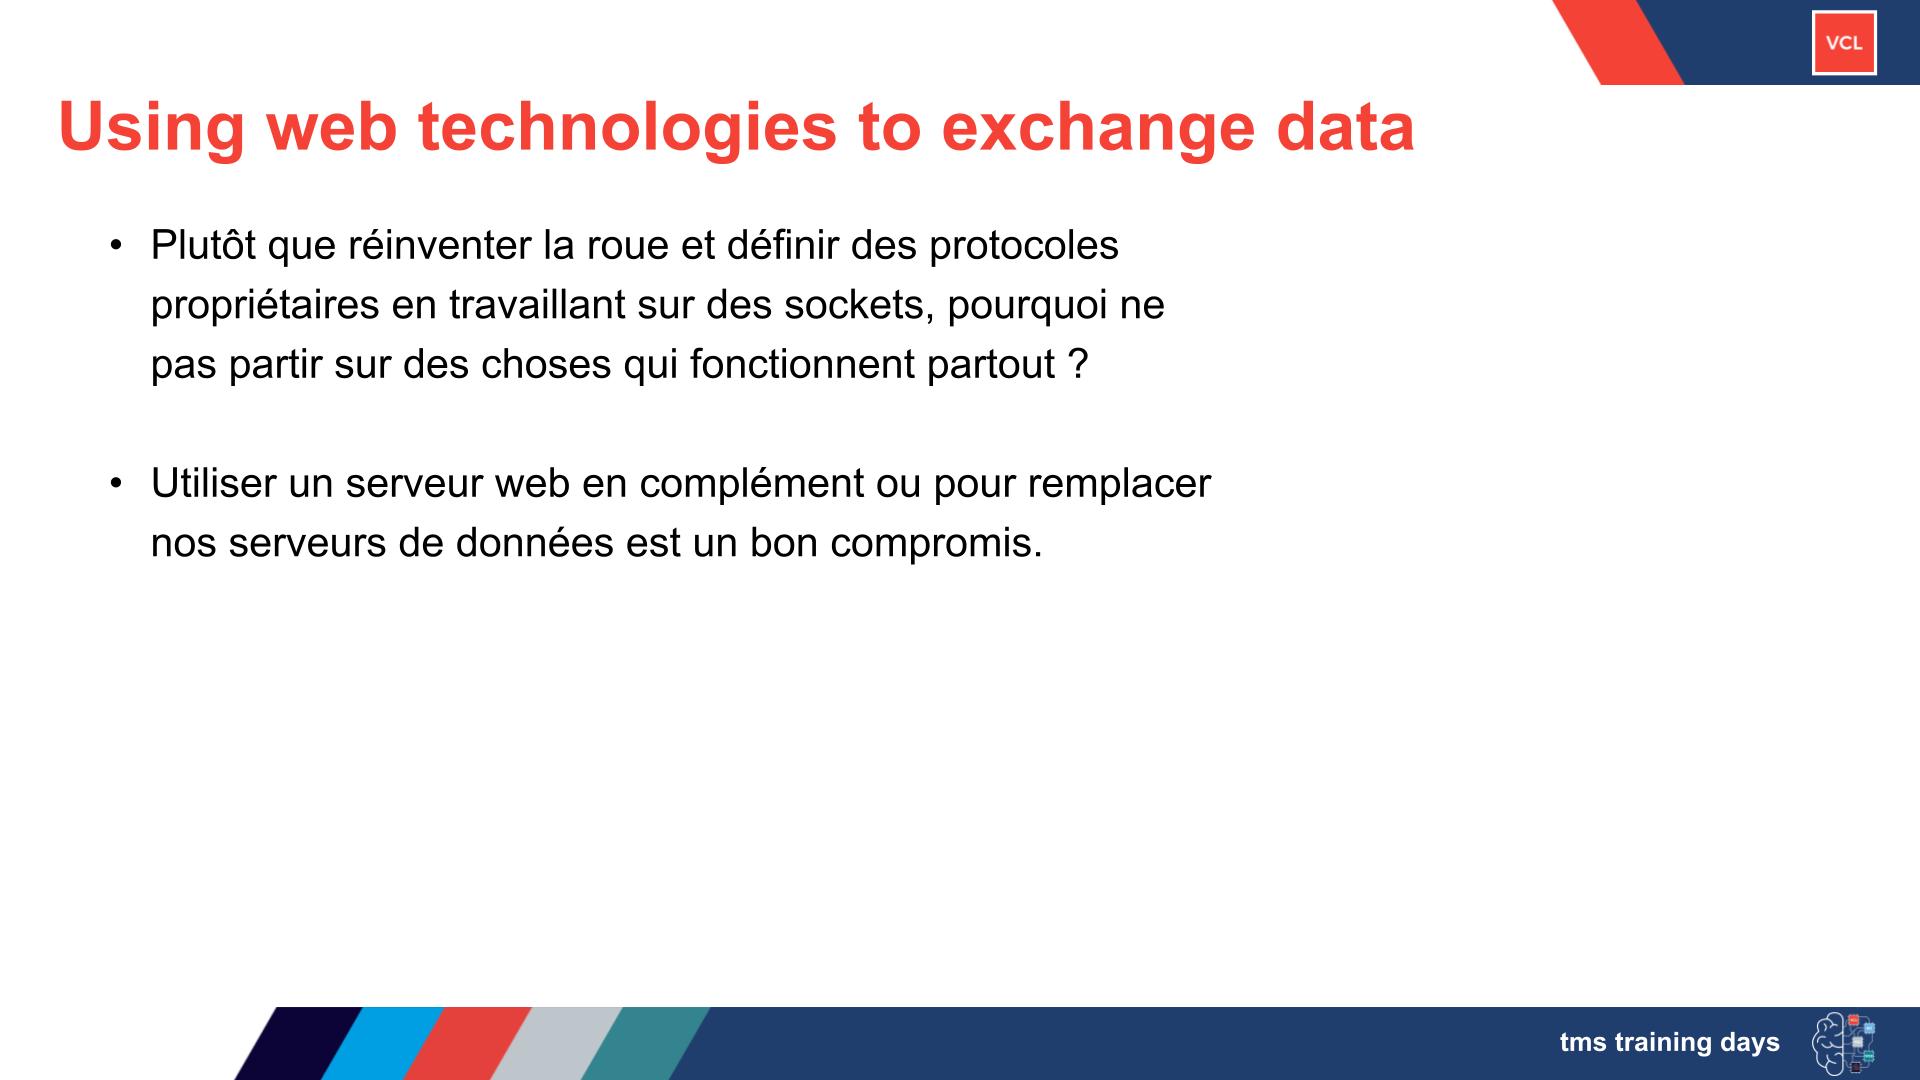 VCL
Using web technologies to exchange data
• Plutôt que réinventer la roue et définir des protocoles
propriétaires en travaillant sur des sockets, pourquoi ne
pas partir sur des choses qui fonctionnent partout ?
• Utiliser un serveur web en complément ou pour remplacer
nos serveurs de données est un bon compromis.
tms training days